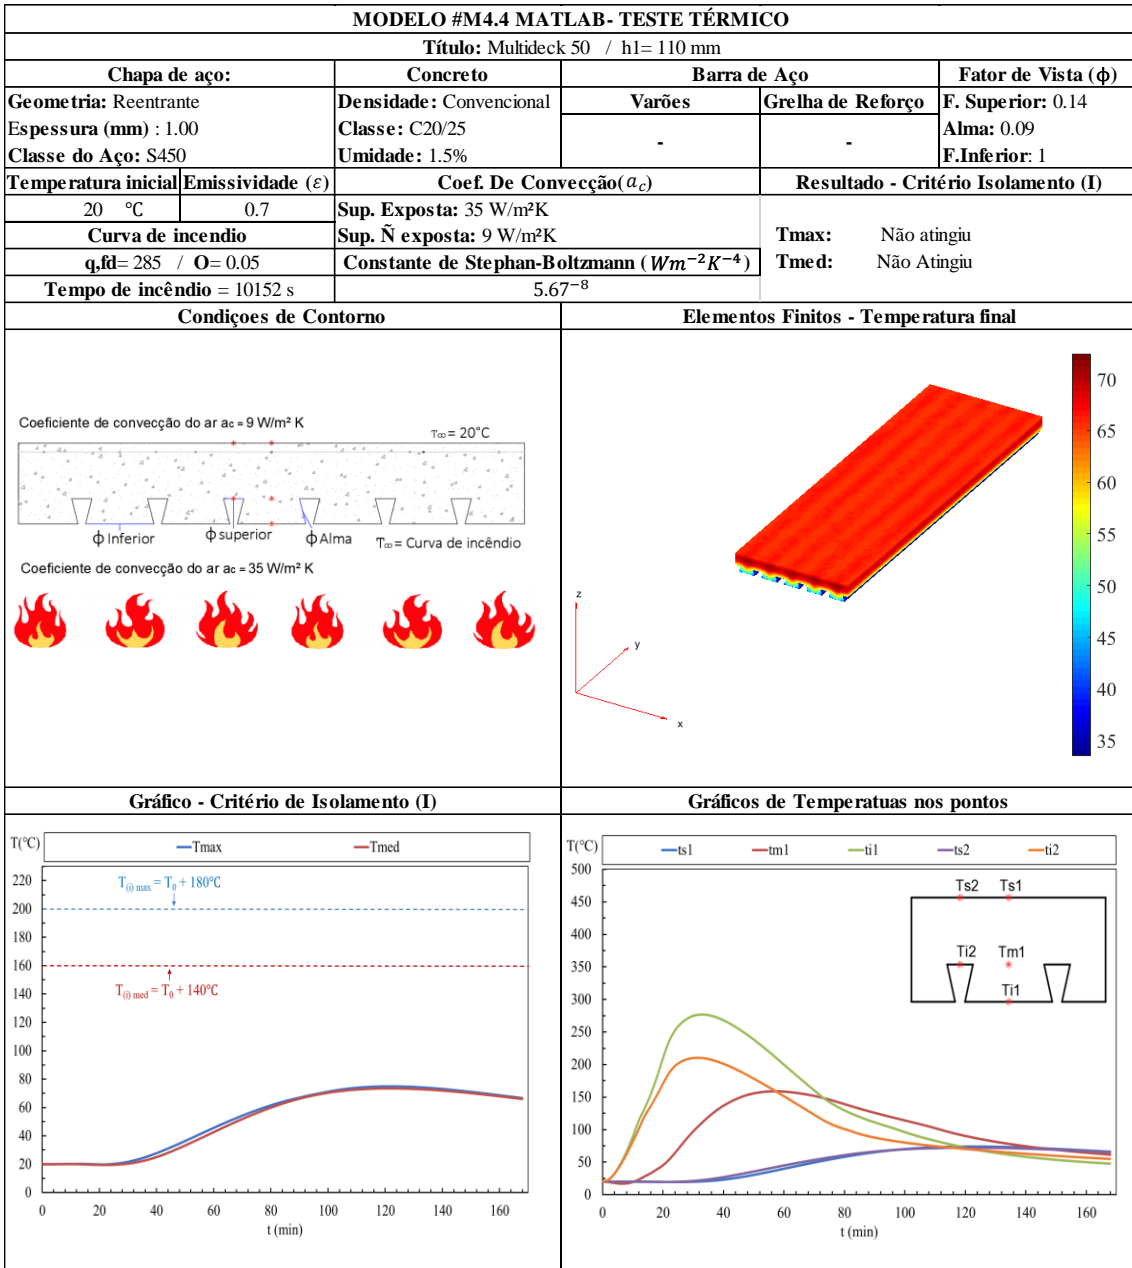 MODELO #M4.4 MATLAB- TESTE TÉRMICO
Título: Multideck 50 / h1= 110 mm
Chapa de aço: Concreto Barra de Aço Fator de Vista (ϕ)
Geometria: Reentrante Densidade: Convencional Varões Grelha de Reforço F. Superior: 0.14
Espessura (mm) : 1.00 Classe: C20/25 - - Alma: 0.09
Classe do Aço: S450 Umidade: 1.5% F.Inferior: 1
Temperatura inicial Emissividade (ε) Coef. De Convecção(a_c) Resultado - Critério Isolamento (I)
20 °C 0.7 Sup. Exposta: 35 W/m²K
Curva de incendio Sup. Ñ exposta: 9 W/m²K Tmax: Não atingiu
q,fd= 285 / O= 0.05 Constante de Stephan-Boltzmann (Wm⁻²K⁻⁴) Tmed: Não Atingiu
Tempo de incêndio = 10152 s 5.67⁻⁸
Condiçoes de Contorno Elementos Finitos - Temperatura final
Coeficiente de convecção do ar ac = 9 W/m² K
T∞ = 20°C
ϕ Inferior ϕ superior ϕ Alma T∞ = Curva de incêndio
Coeficiente de convecção do ar ac = 35 W/m² K
70
65
60
55
50
45
40
35
z
y
x
Gráfico - Critério de Isolamento (I) Gráficos de Temperatuas nos pontos
T(°C)
Tmax Tmed
220
200
180
160
140
120
100
80
60
40
20
0
T(i) max = T0 + 180°C
T(i) med = T0 + 140°C
0 20 40 60 80 100 120 140 160
t (min)
T(°C)
ts1 tm1 ti1 ts2 ti2
500
450
400
350
300
250
200
150
100
50
0
Ts2 Ts1
Ti2 Tm1
Ti1
0 20 40 60 80 100 120 140 160
t (min)